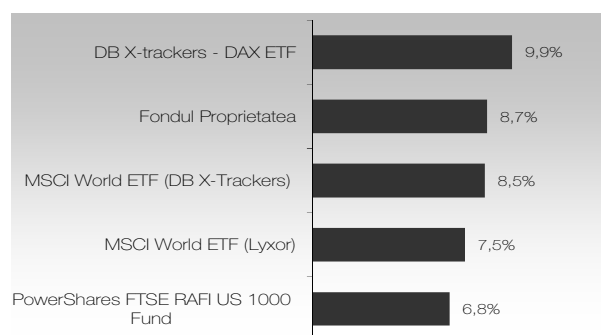 DB X-trackers - DAX ETF 9,9%
Fondul Proprietatea 8,7%
MSCI World ETF (DB X-Trackers) 8,5%
MSCI World ETF (Lyxor) 7,5%
PowerShares FTSE RAFI US 1000
Fund 6,8%